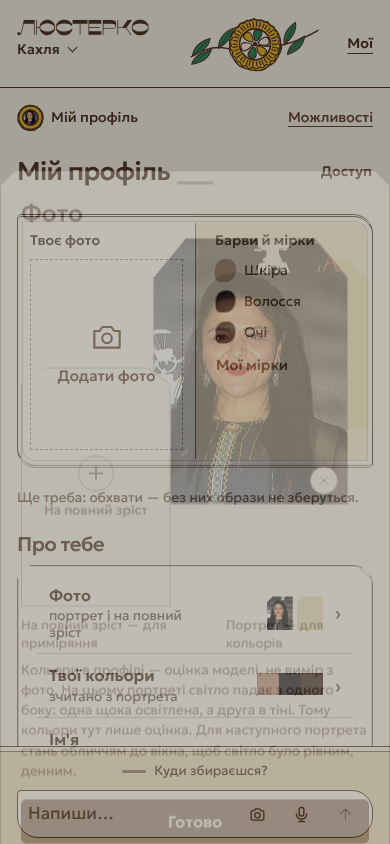 ЛЮСТЕРКО
Кахля
Мої
Мій профіль
Можливості
Мій профіль
Доступ
Фото
Твоє фото
Барви й мірки
Шкіра
Волосся
Очі
Мої мірки
Додати фото
Ще треба: обхвати — без них образи не зберуться.
На повний зріст
Про тебе
Фото
портрет і на повний
зріст
На повний зріст — для
приміряння
Портрет — для
кольорів
Твої кольори
зчитано з портрета
Кольори в профілі — оцінка моделі, не вимір з
фото. На цьому портреті світло падає з одного
боку: одна щока освітлена, а друга в тіні. Тому
кольори тут лише оцінка. Для наступного портрета
стань обличчям до вікна, щоб світло було рівним,
денним.
Ім'я
Куди збираєшся?
Напиши…
Готово